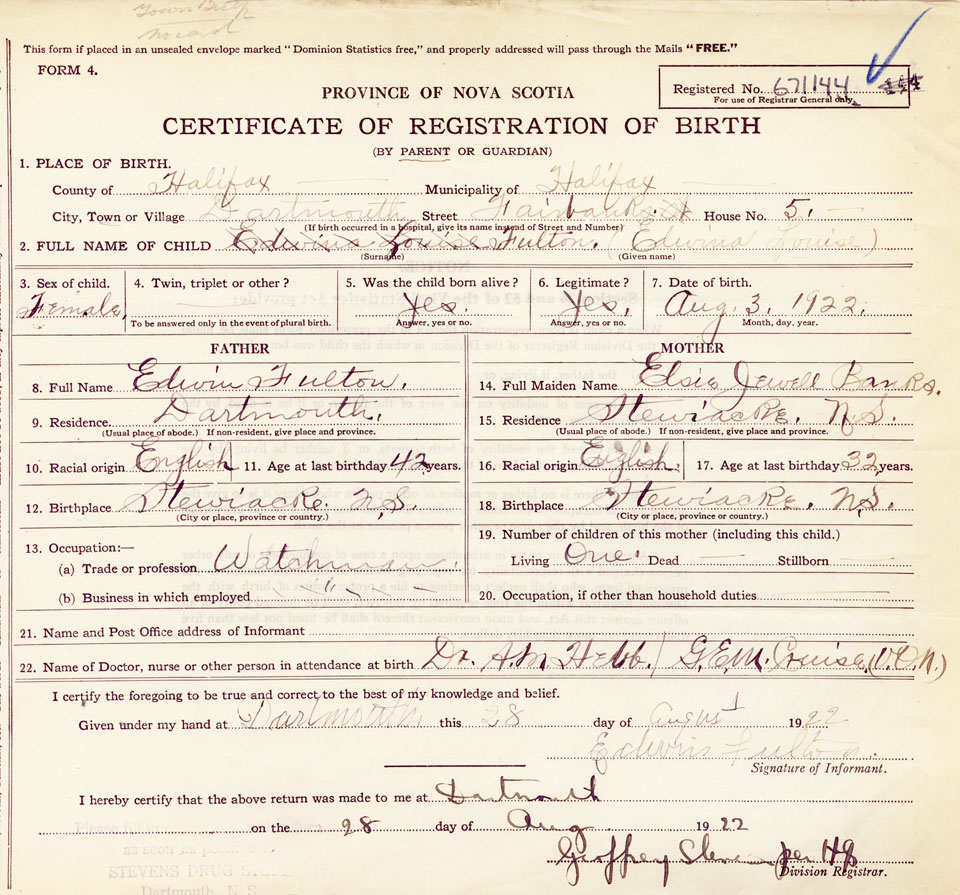 Town Birth
no card
This form if placed in an unsealed envelope marked "Dominion Statistics free," and properly addressed will pass through the Mails "FREE."
FORM 4.
Registered No. 671144
For use of Registrar General only.
PROVINCE OF NOVA SCOTIA
CERTIFICATE OF REGISTRATION OF BIRTH
(BY PARENT OR GUARDIAN)
1. PLACE OF BIRTH.
County of Halifax Municipality of Halifax
City, Town or Village Dartmouth Street Fairbanks St House No. 5.
(If birth occurred in a hospital, give its name instead of Street and Number)
2. FULL NAME OF CHILD Edwina Louise Fulton. (Edwina Louise)
(Surname) (Given name)
3. Sex of child. 4. Twin, triplet or other? 5. Was the child born alive? 6. Legitimate? 7. Date of birth.
Female. Yes. Yes. Aug. 3. 1922.
To be answered only in the event of plural birth. Answer, yes or no. Answer, yes or no. Month, day, year.
FATHER MOTHER
8. Full Name Edwin Fulton. 14. Full Maiden Name Elsie Jewell Banks.
9. Residence Dartmouth. 15. Residence Stewiacke. N.S.
(Usual place of abode.) If non-resident, give place and province. (Usual place of abode.) If non-resident, give place and province.
10. Racial origin English 11. Age at last birthday 42 years. 16. Racial origin English. 17. Age at last birthday 32 years.
12. Birthplace Stewiacke. N.S. 18. Birthplace Stewiacke. N.S.
(City or place, province or country.) (City or place, province or country.)
13. Occupation:— 19. Number of children of this mother (including this child.)
(a) Trade or profession Watchman. Living One. Dead Stillborn
(b) Business in which employed " 20. Occupation, if other than household duties
21. Name and Post Office address of Informant
22. Name of Doctor, nurse or other person in attendance at birth Dr. A.M Hebb. / G.E.M. Cruise, (V.O.N.)
I certify the foregoing to be true and correct to the best of my knowledge and belief.
Given under my hand at Dartmouth. this 28 day of August 1922
Edwin Fulton.
Signature of Informant.
I hereby certify that the above return was made to me at Dartmouth
on the 28 day of Aug 1922
Geoffrey per
Division Registrar.
STEVENS DRUG STORE
Dartmouth, N.S.